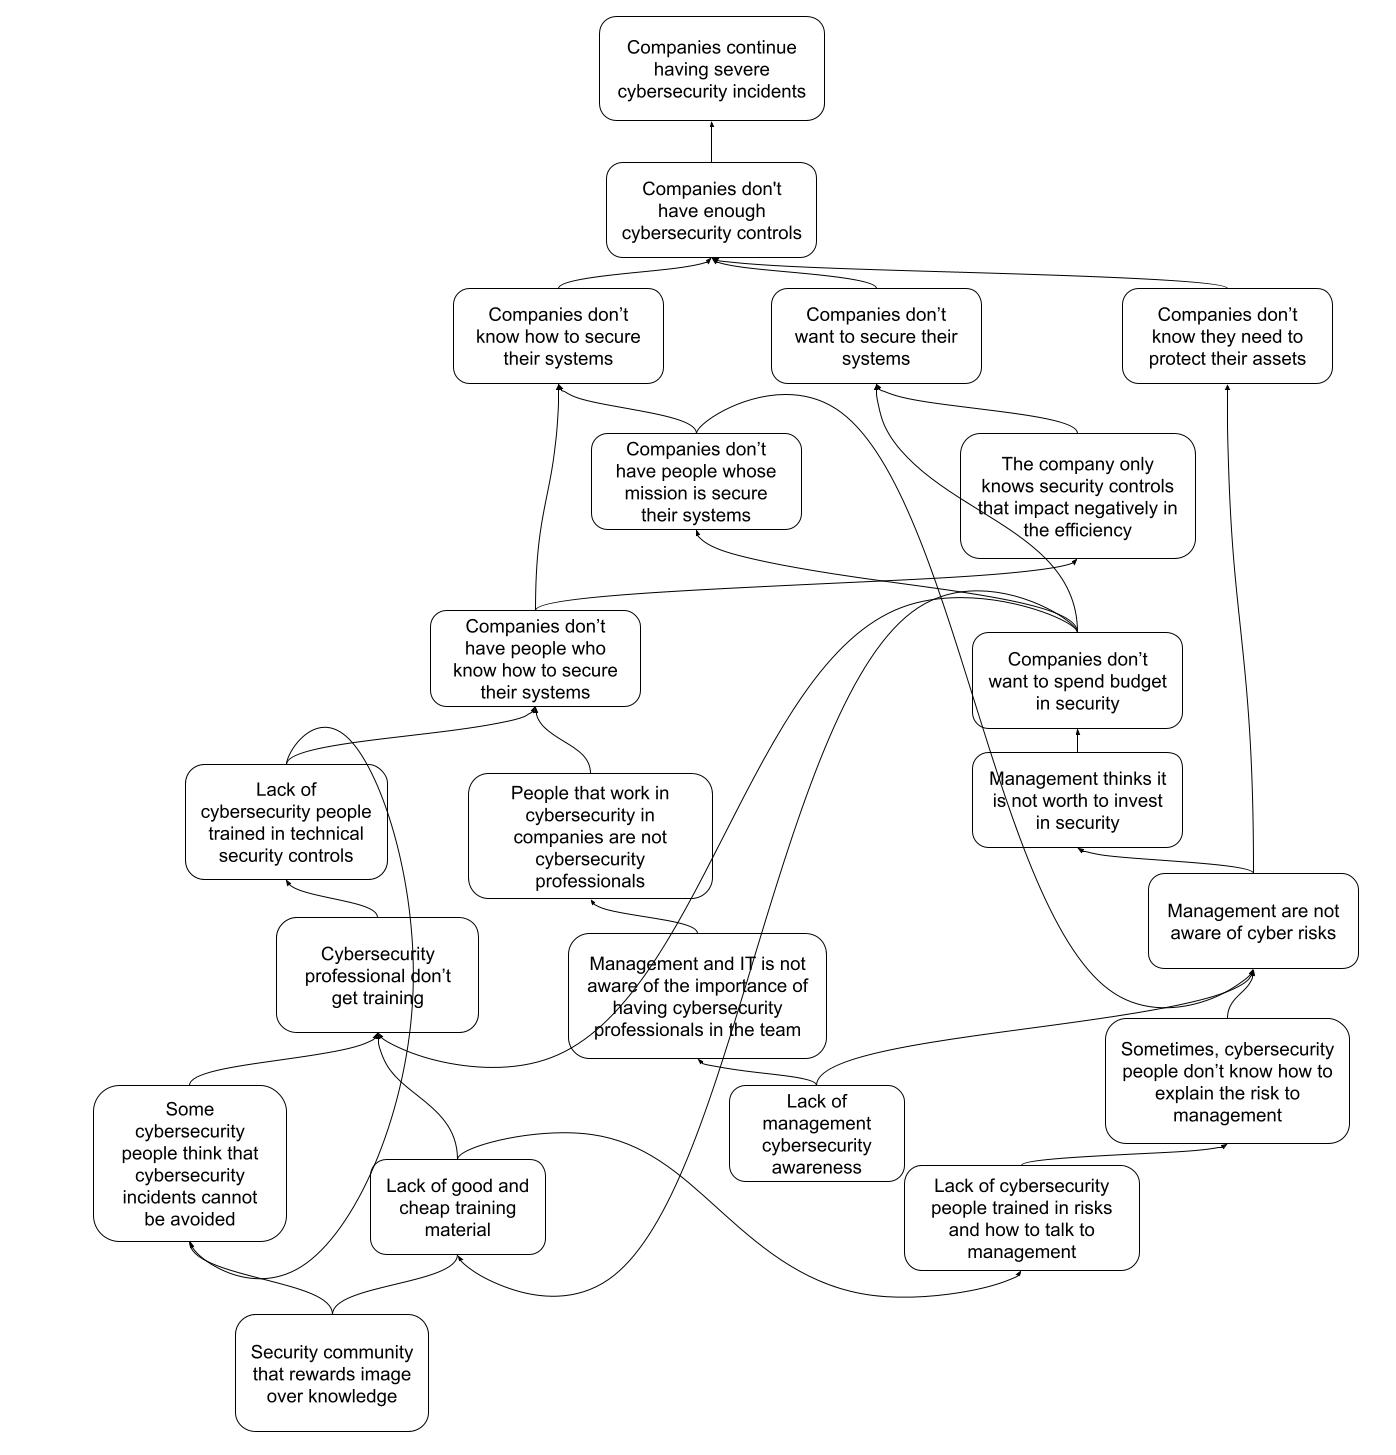 Companies continue
having severe
cybersecurity incidents
Companies don't
have enough
cybersecurity controls
Companies don’t
know how to secure
their systems
Companies don’t
want to secure their
systems
Companies don’t
know they need to
protect their assets
Companies don’t
have people whose
mission is secure
their systems
The company only
knows security controls
that impact negatively in
the efficiency
Companies don’t
have people who
know how to secure
their systems
Companies don’t
want to spend budget
in security
Lack of
cybersecurity people
trained in technical
security controls
People that work in
cybersecurity in
companies are not
cybersecurity
professionals
Management thinks it
is not worth to invest
in security
Management are not
aware of cyber risks
Cybersecurity
professional don’t
get training
Management and IT is not
aware of the importance of
having cybersecurity
professionals in the team
Sometimes, cybersecurity
people don’t know how to
explain the risk to
management
Some
cybersecurity
people think that
cybersecurity
incidents cannot
be avoided
Lack of good and
cheap training
material
Lack of
management
cybersecurity
awareness
Lack of cybersecurity
people trained in risks
and how to talk to
management
Security community
that rewards image
over knowledge